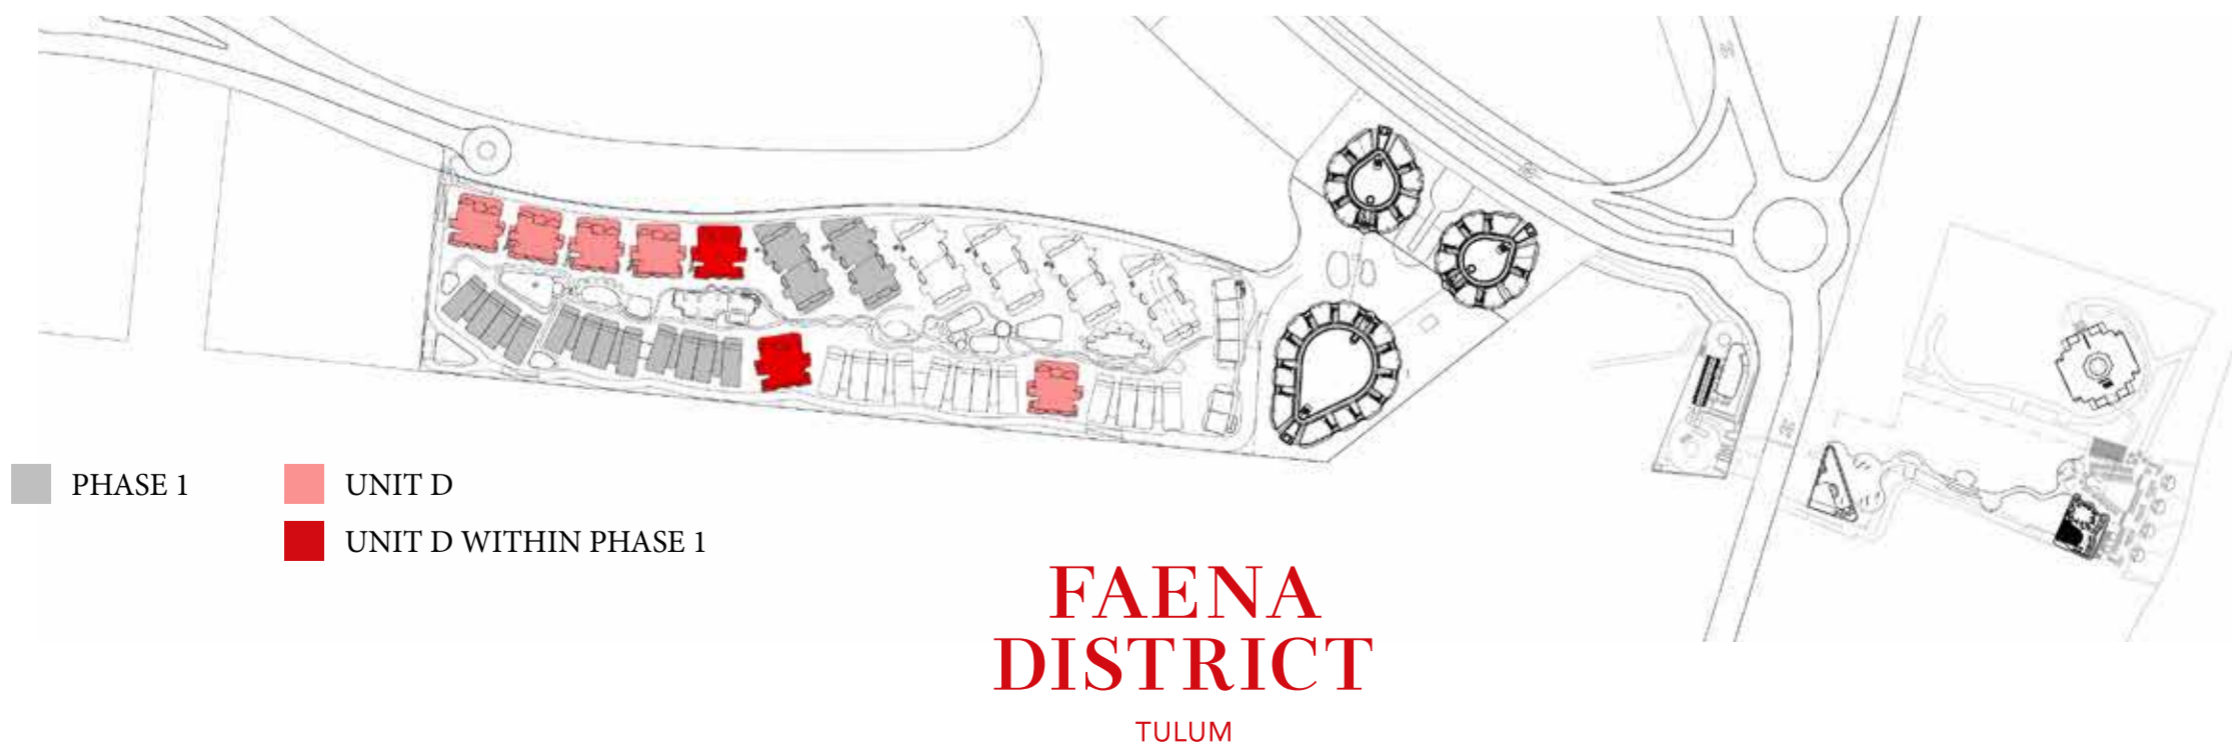 PHASE 1
UNIT D
UNIT D WITHIN PHASE 1
FAENA
DISTRICT
TULUM